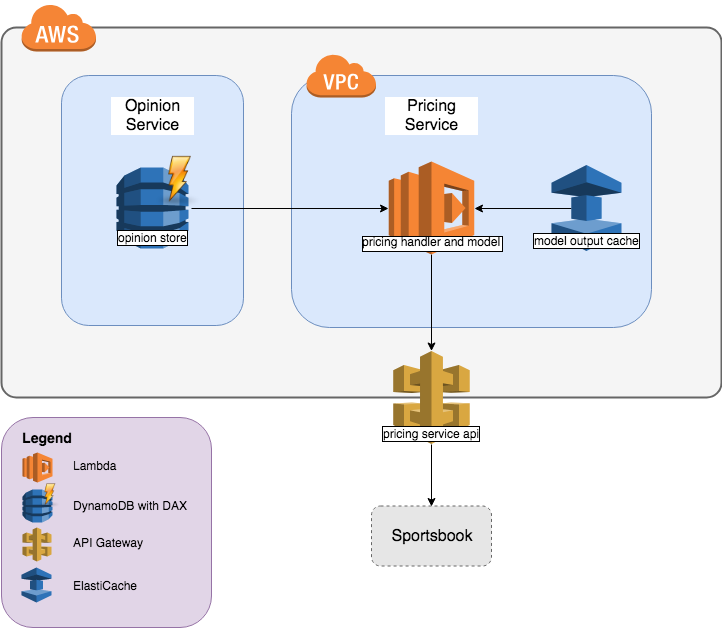 AWS
VPC
Opinion
Service
Pricing
Service
opinion store
pricing handler and model
model output cache
pricing service api
Sportsbook
Legend
Lambda
DynamoDB with DAX
API Gateway
ElastiCache